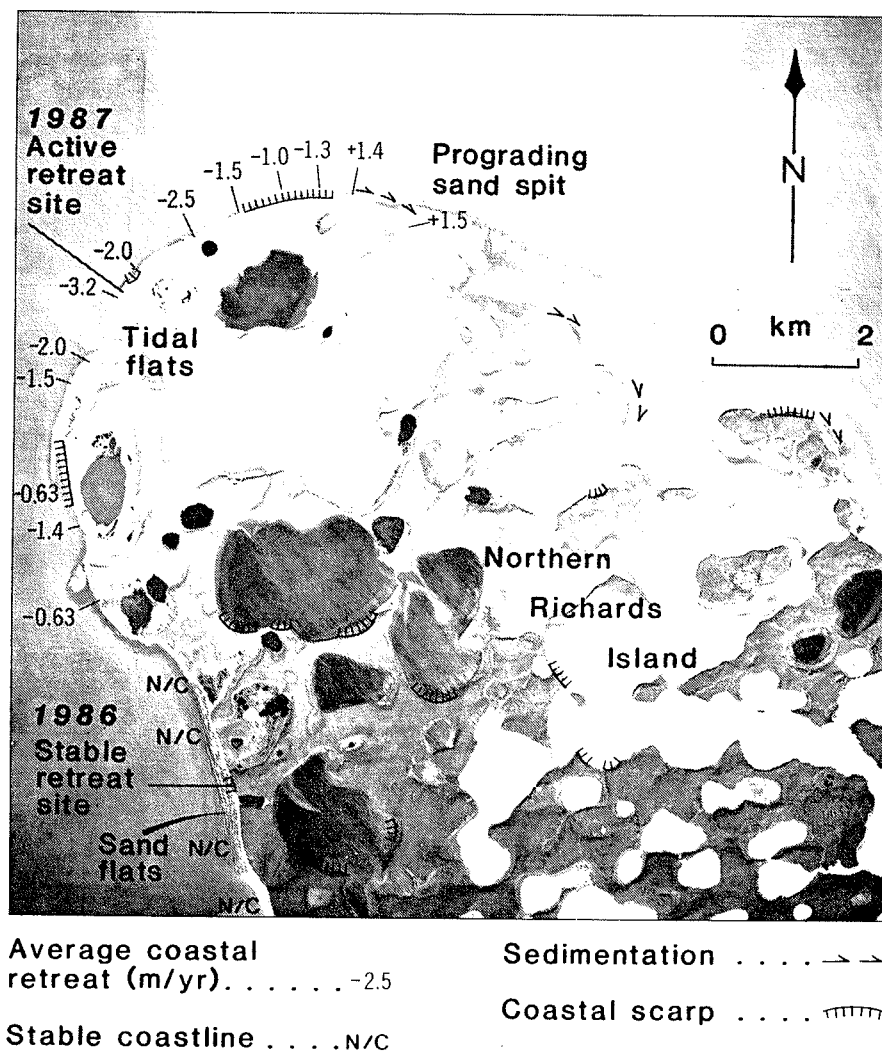 1987
Active
retreat
site
-3.2
-2.0
-2.5
-1.5
-1.0
-1.3
+1.4
+1.5
Prograding
sand spit
N
0 km 2
Tidal
flats
-2.0
-1.5
-0.63
-1.4
-0.63
Northern
Richards
Island
N/C
1986
N/C
Stable
retreat
site
Sand
flats
N/C
N/C
Average coastal
retreat (m/yr). . . . . . -2.5
Stable coastline . . . . N/C
Sedimentation . . . .
Coastal scarp . . . .